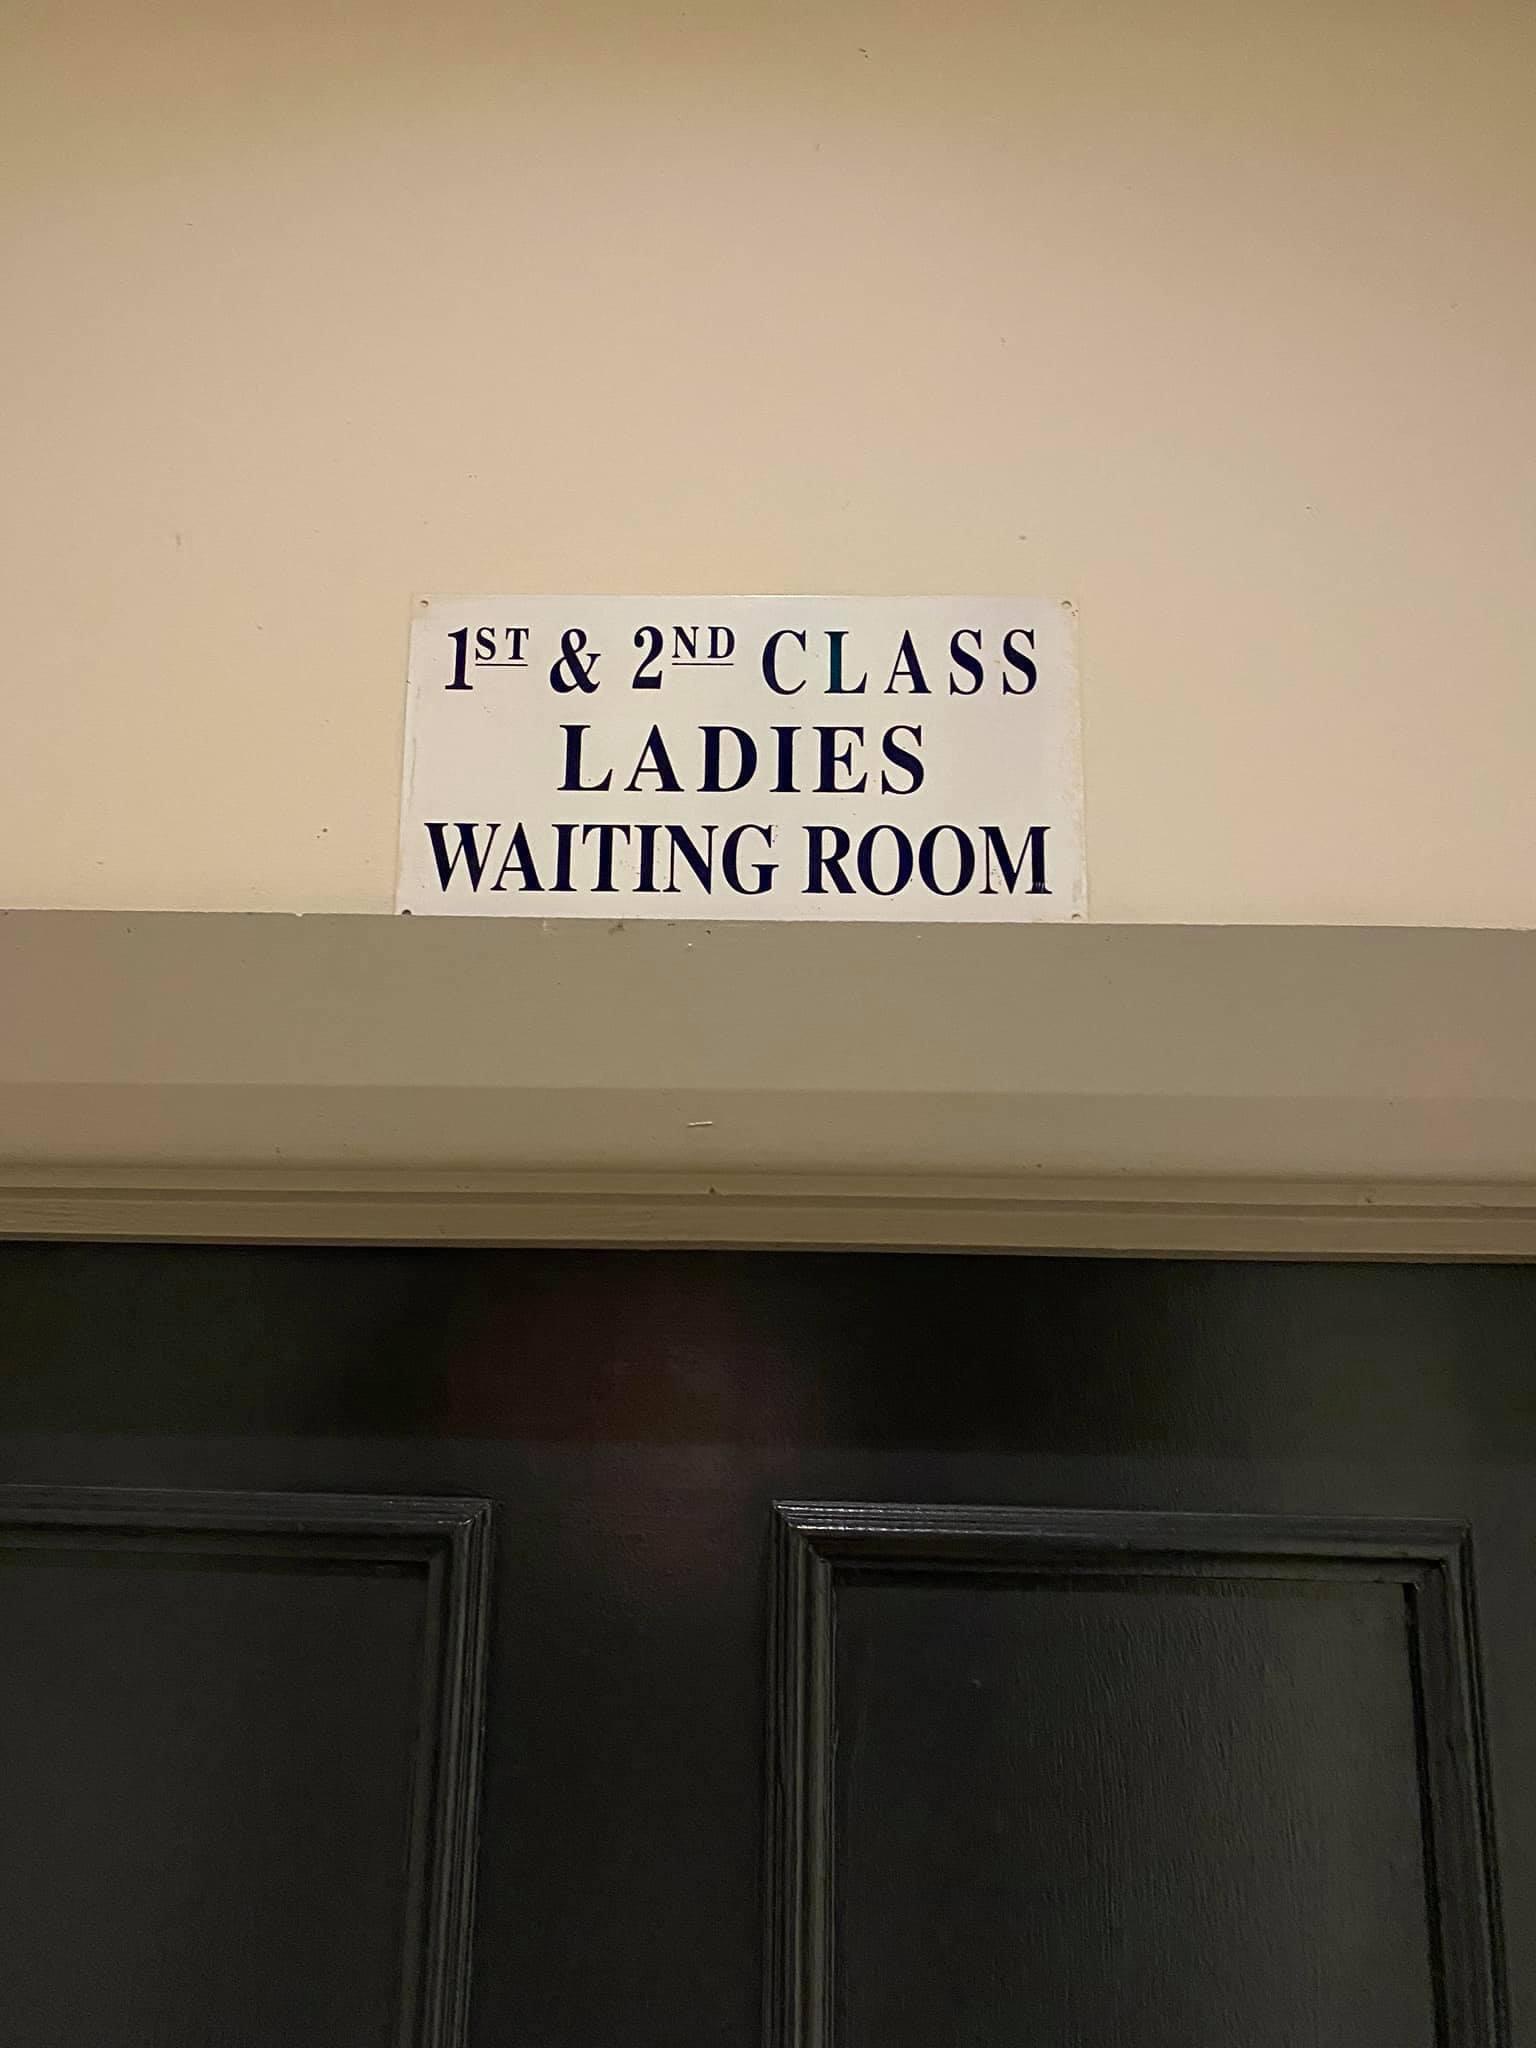 1ST & 2ND CLASS
LADIES
WAITING ROOM